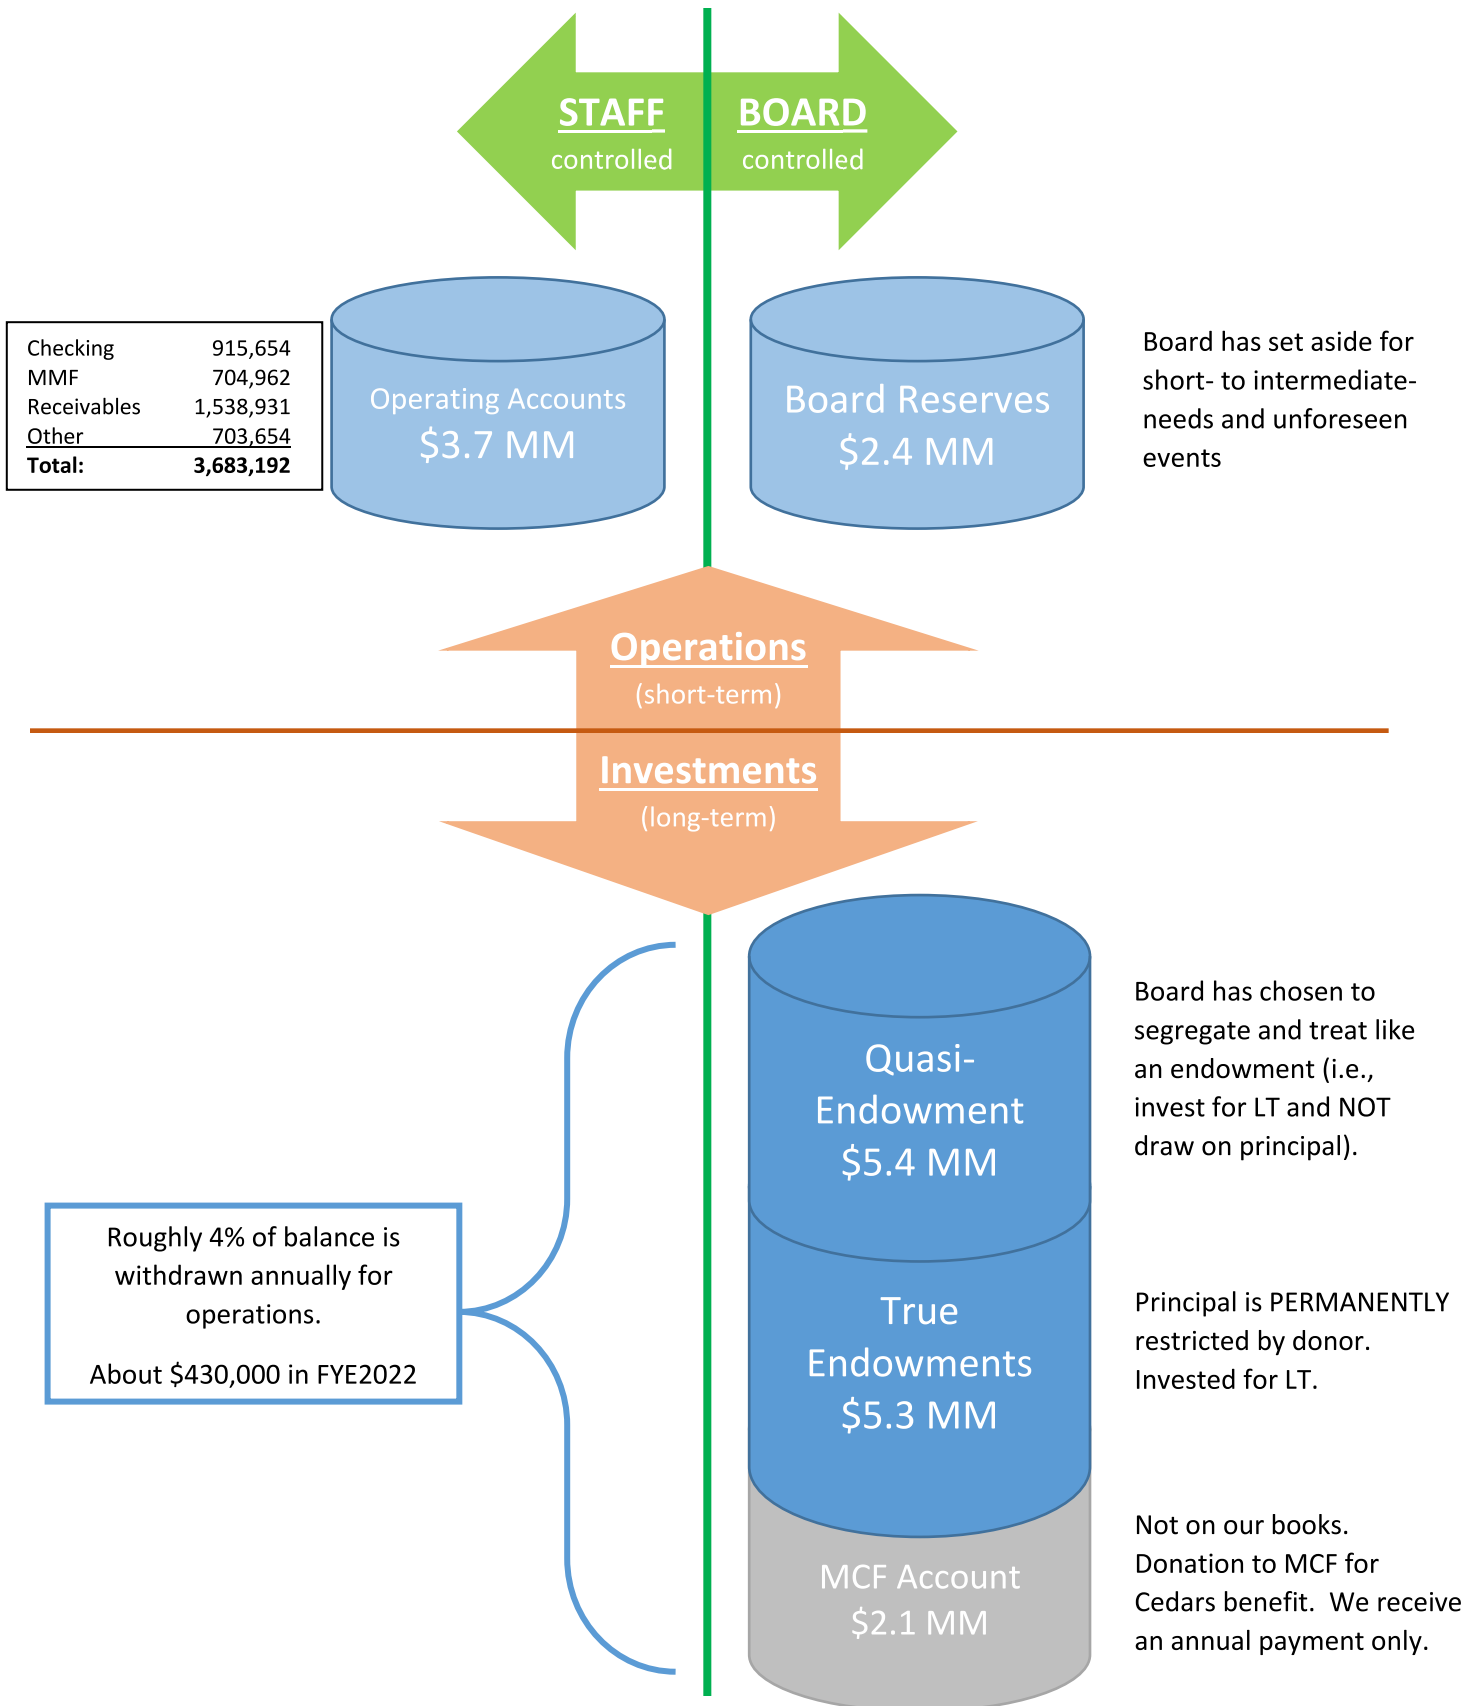 STAFF
controlled
BOARD
controlled
Checking 915,654
MMF 704,962
Receivables 1,538,931
Other 703,654
Total: 3,683,192
Operating Accounts
$3.7 MM
Board Reserves
$2.4 MM
Board has set aside for
short- to intermediate-
needs and unforeseen
events
Operations
(short-term)
Investments
(long-term)
Quasi-
Endowment
$5.4 MM
Board has chosen to
segregate and treat like
an endowment (i.e.,
invest for LT and NOT
draw on principal).
Roughly 4% of balance is
withdrawn annually for
operations.
About $430,000 in FYE2022
True
Endowments
$5.3 MM
Principal is PERMANENTLY
restricted by donor.
Invested for LT.
MCF Account
$2.1 MM
Not on our books.
Donation to MCF for
Cedars benefit.  We receive
an annual payment only.